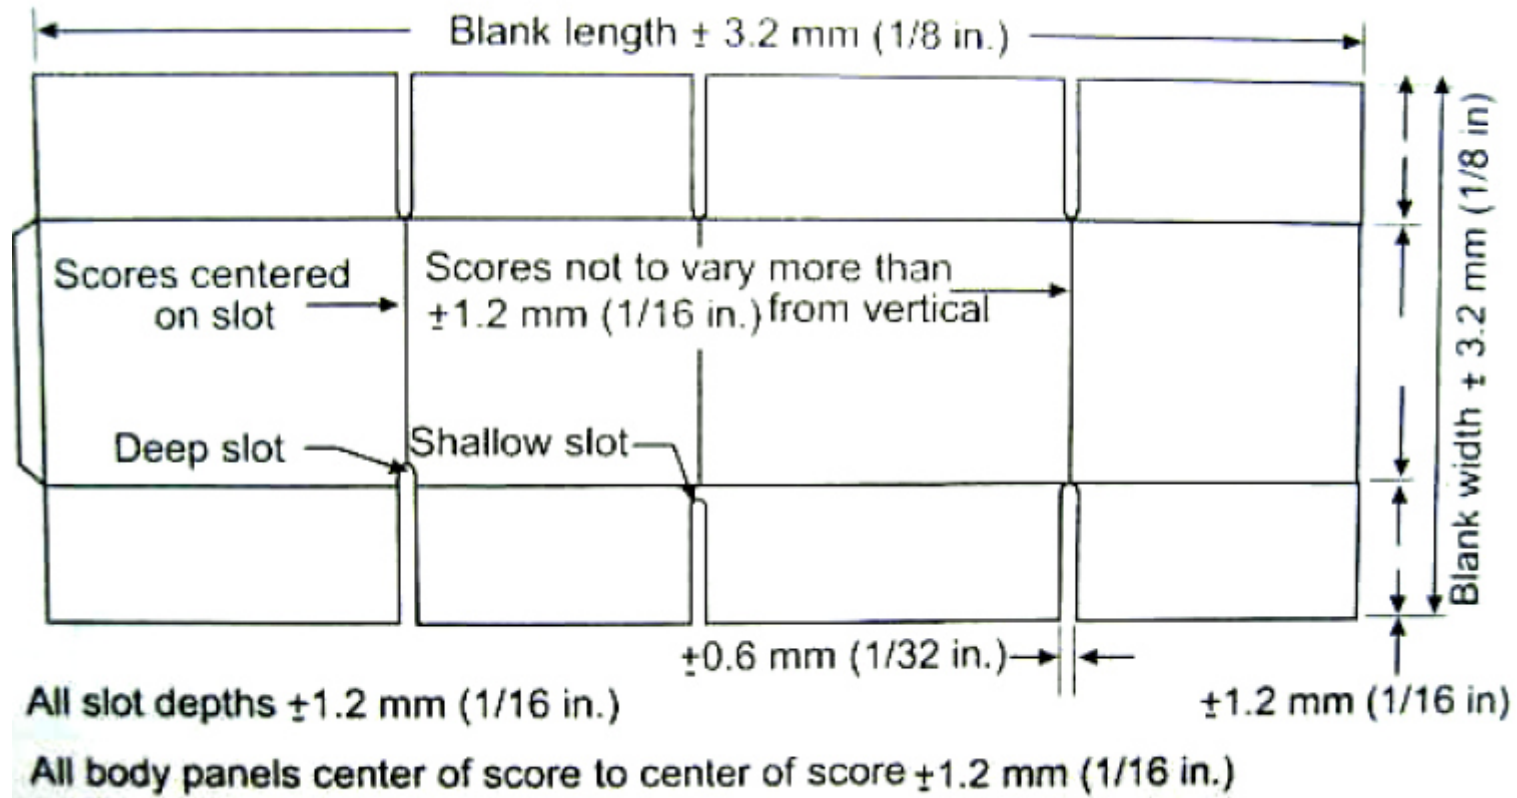 Blank length ± 3.2 mm (1/8 in.)
Scores centered
on slot
Scores not to vary more than
±1.2 mm (1/16 in.) from vertical
Deep slot
Shallow slot
Blank width ± 3.2 mm (1/8 in)
±0.6 mm (1/32 in.)
±1.2 mm (1/16 in)
All slot depths ±1.2 mm (1/16 in.)
All body panels center of score to center of score ±1.2 mm (1/16 in.)